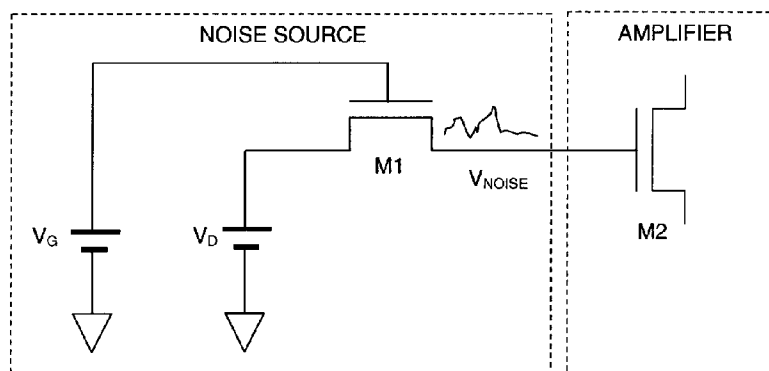 NOISE SOURCE
AMPLIFIER
M1
V_NOISE
V_G
V_D
M2